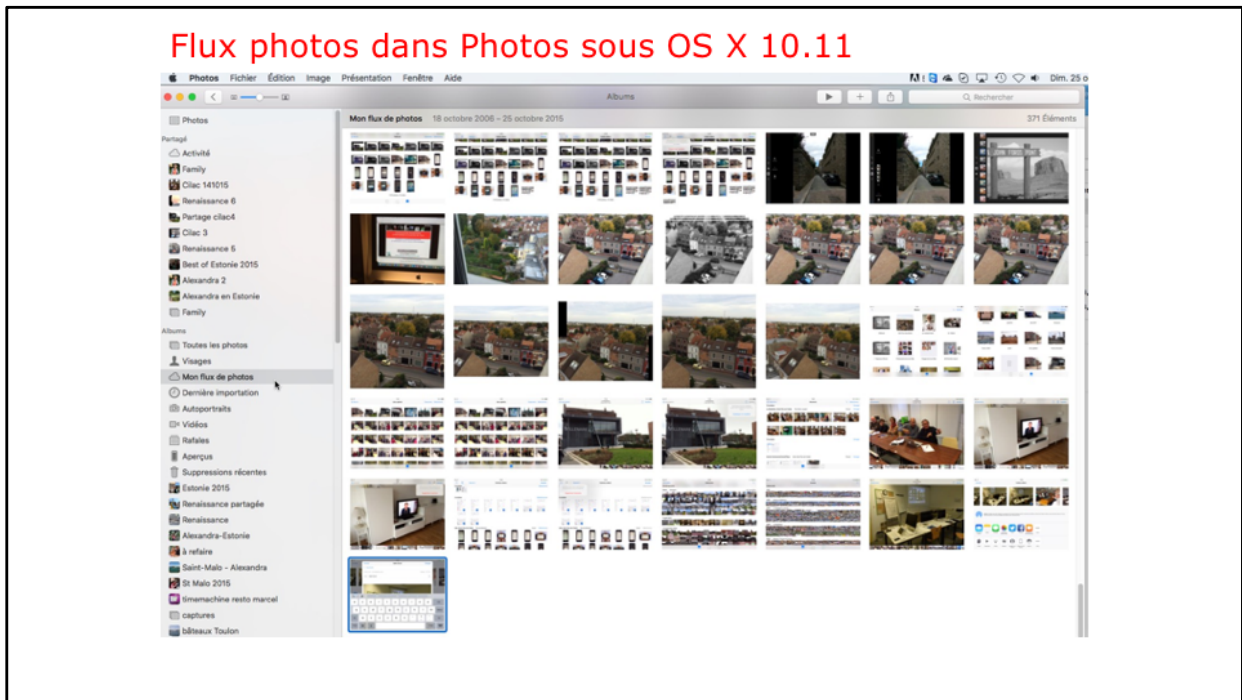 Flux photos dans Photos sous OS X 10.11
Photos Fichier Édition Image Présentation Fenêtre Aide
Dim. 25 o
Albums
Rechercher
Photos
Mon flux de photos 18 octobre 2006 – 25 octobre 2015
371 Éléments
Partagé
Activité
Family
Cilac 141015
Renaissance 6
Partage cilac4
Cilac 3
Renaissance 5
Best of Estonie 2015
Alexandra 2
Alexandra en Estonie
Family
Albums
Toutes les photos
Visages
Mon flux de photos
Dernière importation
Autoportraits
Vidéos
Rafales
Aperçus
Suppressions récentes
Estonie 2015
Renaissance partagée
Renaissance
Alexandra-Estonie
à refaire
Saint-Malo - Alexandra
St Malo 2015
timemachine resto marcel
captures
bâteaux Toulon